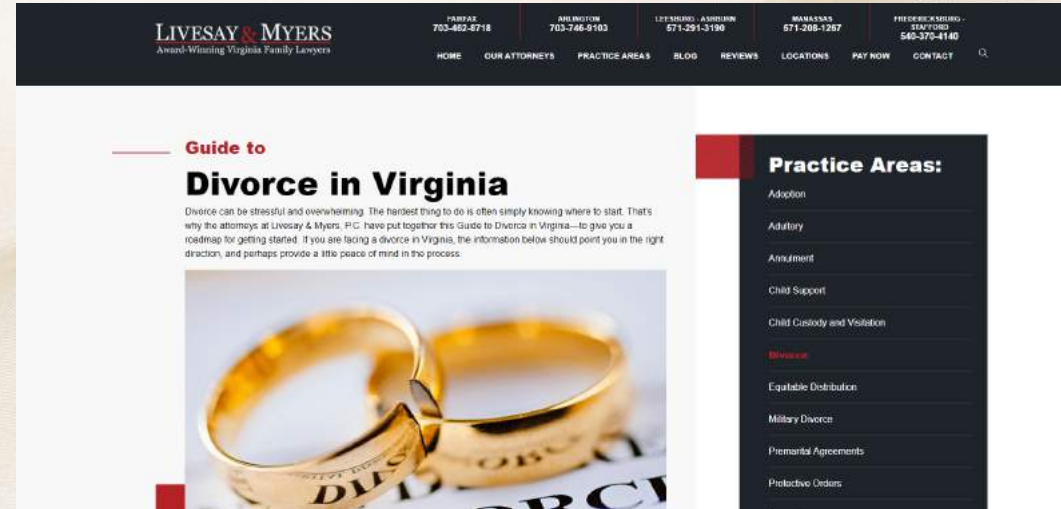 LIVESAY & MYERS
Award-Winning Virginia Family Lawyers
FAIRFAX
703-462-8718
ARLINGTON
703-746-9103
LEESBURG - ASHBURN
571-291-3190
MANASSAS
571-208-1267
FREDERICKSBURG -
STAFFORD
540-370-4140
HOME OUR ATTORNEYS PRACTICE AREAS BLOG REVIEWS LOCATIONS PAY NOW CONTACT
Guide to
Divorce in Virginia
Divorce can be stressful and overwhelming. The hardest thing to do is often simply knowing where to start. That's
why the attorneys at Livesay & Myers, P.C. have put together this Guide to Divorce in Virginia—to give you a
roadmap for getting started. If you are facing a divorce in Virginia, the information below should point you in the right
direction, and perhaps provide a little peace of mind in the process.
Practice Areas:
Adoption
Adultery
Annulment
Child Support
Child Custody and Visitation
Divorce
Equitable Distribution
Military Divorce
Premarital Agreements
Protective Orders